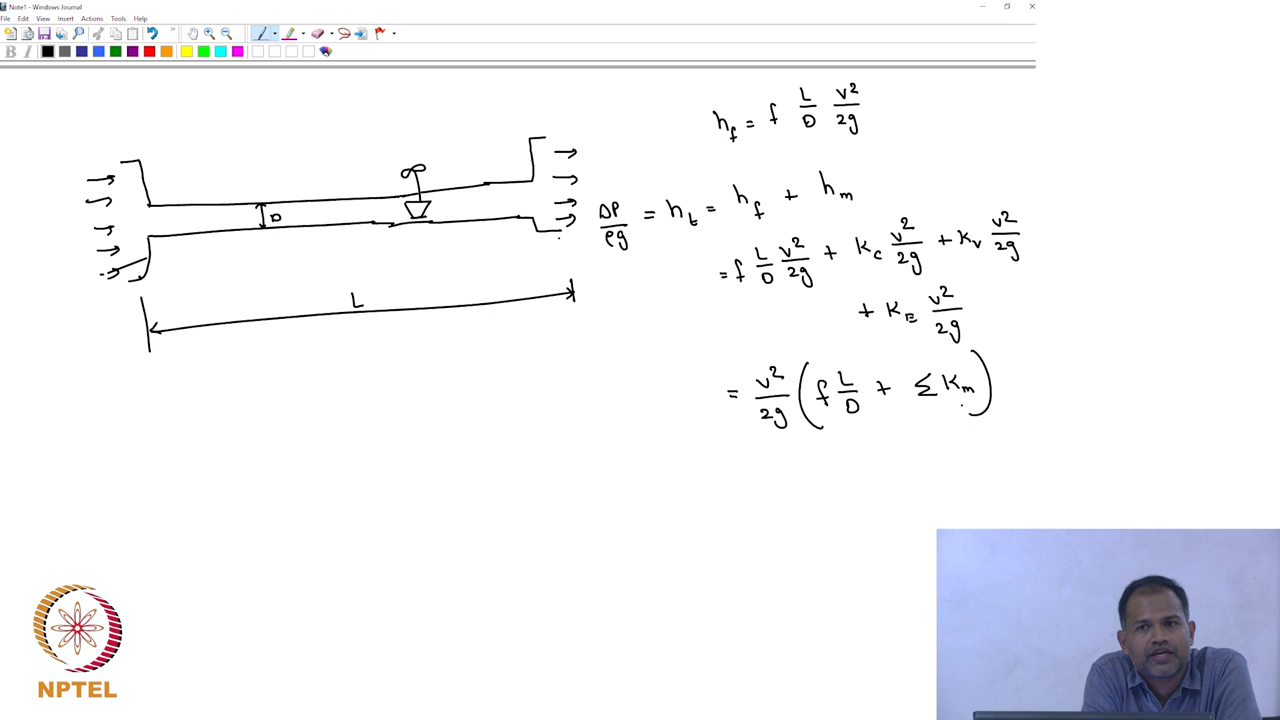 Note1 - Windows Journal
File Edit View Insert Actions Tools Help
B I
h_f = f L/D v²/2g
D
ΔP/ρg = h_t = h_f + h_m
= f L/D v²/2g + K_C v²/2g + K_V v²/2g
+ K_E v²/2g
L
= v²/2g (f L/D + Σ K_m)
NPTEL